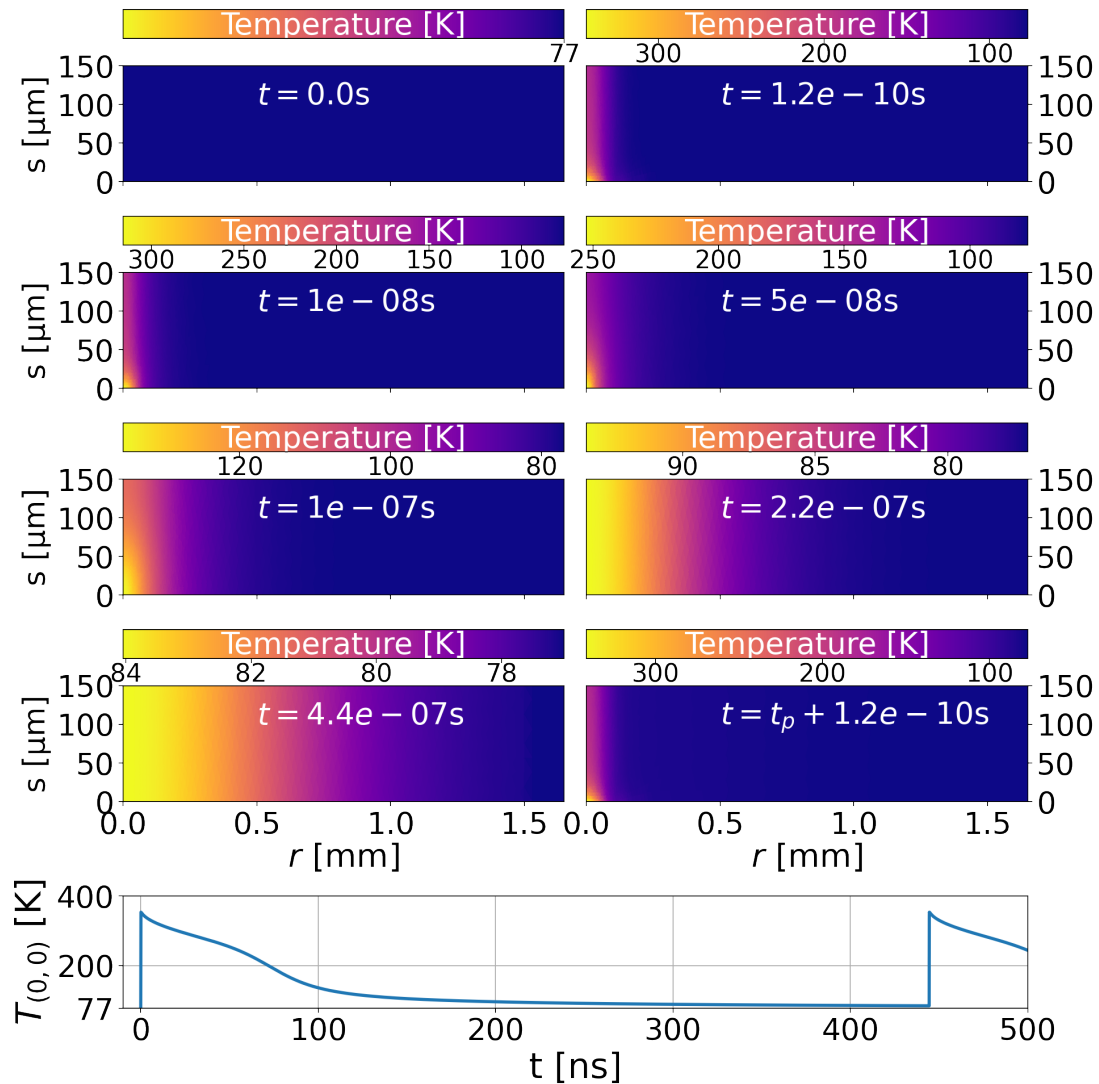 Temperature [K] Temperature [K]
77 300 200 100
150 150
s [μm] 100 t = 0.0s t = 1.2e − 10s 100
50 50
0 0
Temperature [K] Temperature [K]
300 250 200 150 100 250 200 150 100
150 150
s [μm] 100 t = 1e − 08s t = 5e − 08s 100
50 50
0 0
Temperature [K] Temperature [K]
120 100 80 90 85 80
150 150
s [μm] 100 t = 1e − 07s t = 2.2e − 07s 100
50 50
0 0
Temperature [K] Temperature [K]
84 82 80 78 300 200 100
150 150
s [μm] 100 t = 4.4e − 07s t = tₚ + 1.2e − 10s 100
50 50
0 0
0.0 0.5 1.0 1.5 0.0 0.5 1.0 1.5
r [mm] r [mm]
T(0, 0) [K]
400
200
77
0 100 200 300 400 500
t [ns]